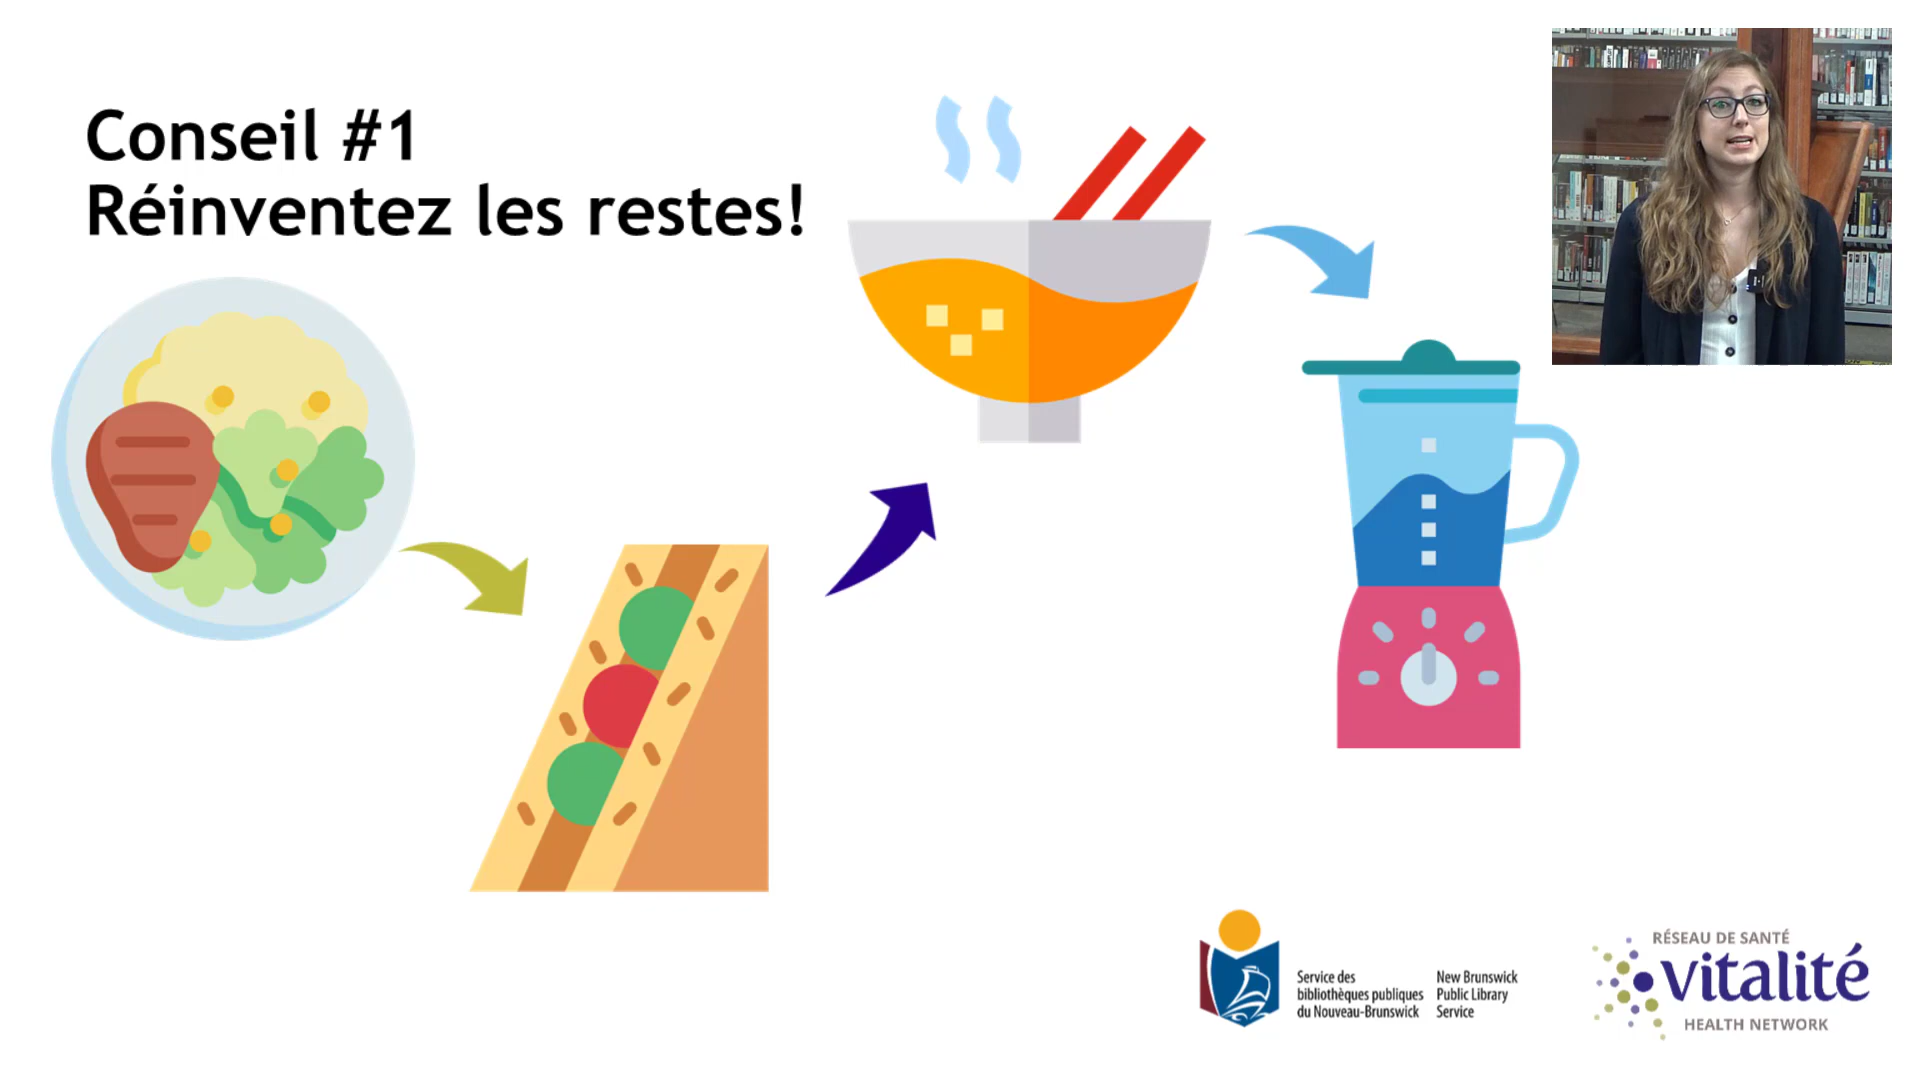 Conseil #1
Réinventez les restes!
Service des
bibliothèques publiques
du Nouveau-Brunswick
New Brunswick
Public Library
Service
RÉSEAU DE SANTÉ
vitalité
HEALTH NETWORK